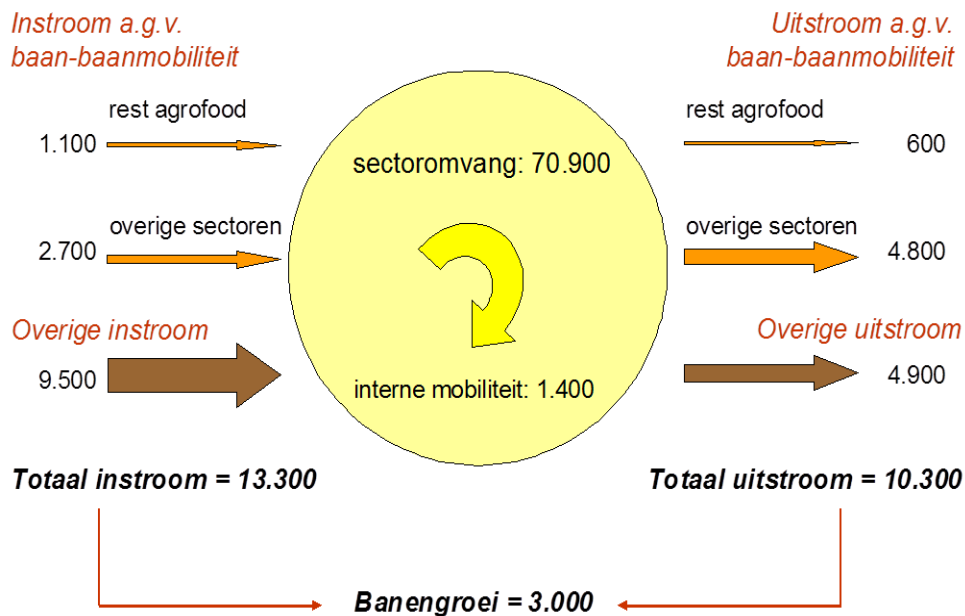 Instroom a.g.v.
baan-baanmobiliteit
rest agrofood
1.100
overige sectoren
2.700
Overige instroom
9.500
Totaal instroom = 13.300
sectoromvang: 70.900
interne mobiliteit: 1.400
Uitstroom a.g.v.
baan-baanmobiliteit
rest agrofood
600
overige sectoren
4.800
Overige uitstroom
4.900
Totaal uitstroom = 10.300
Banengroei = 3.000